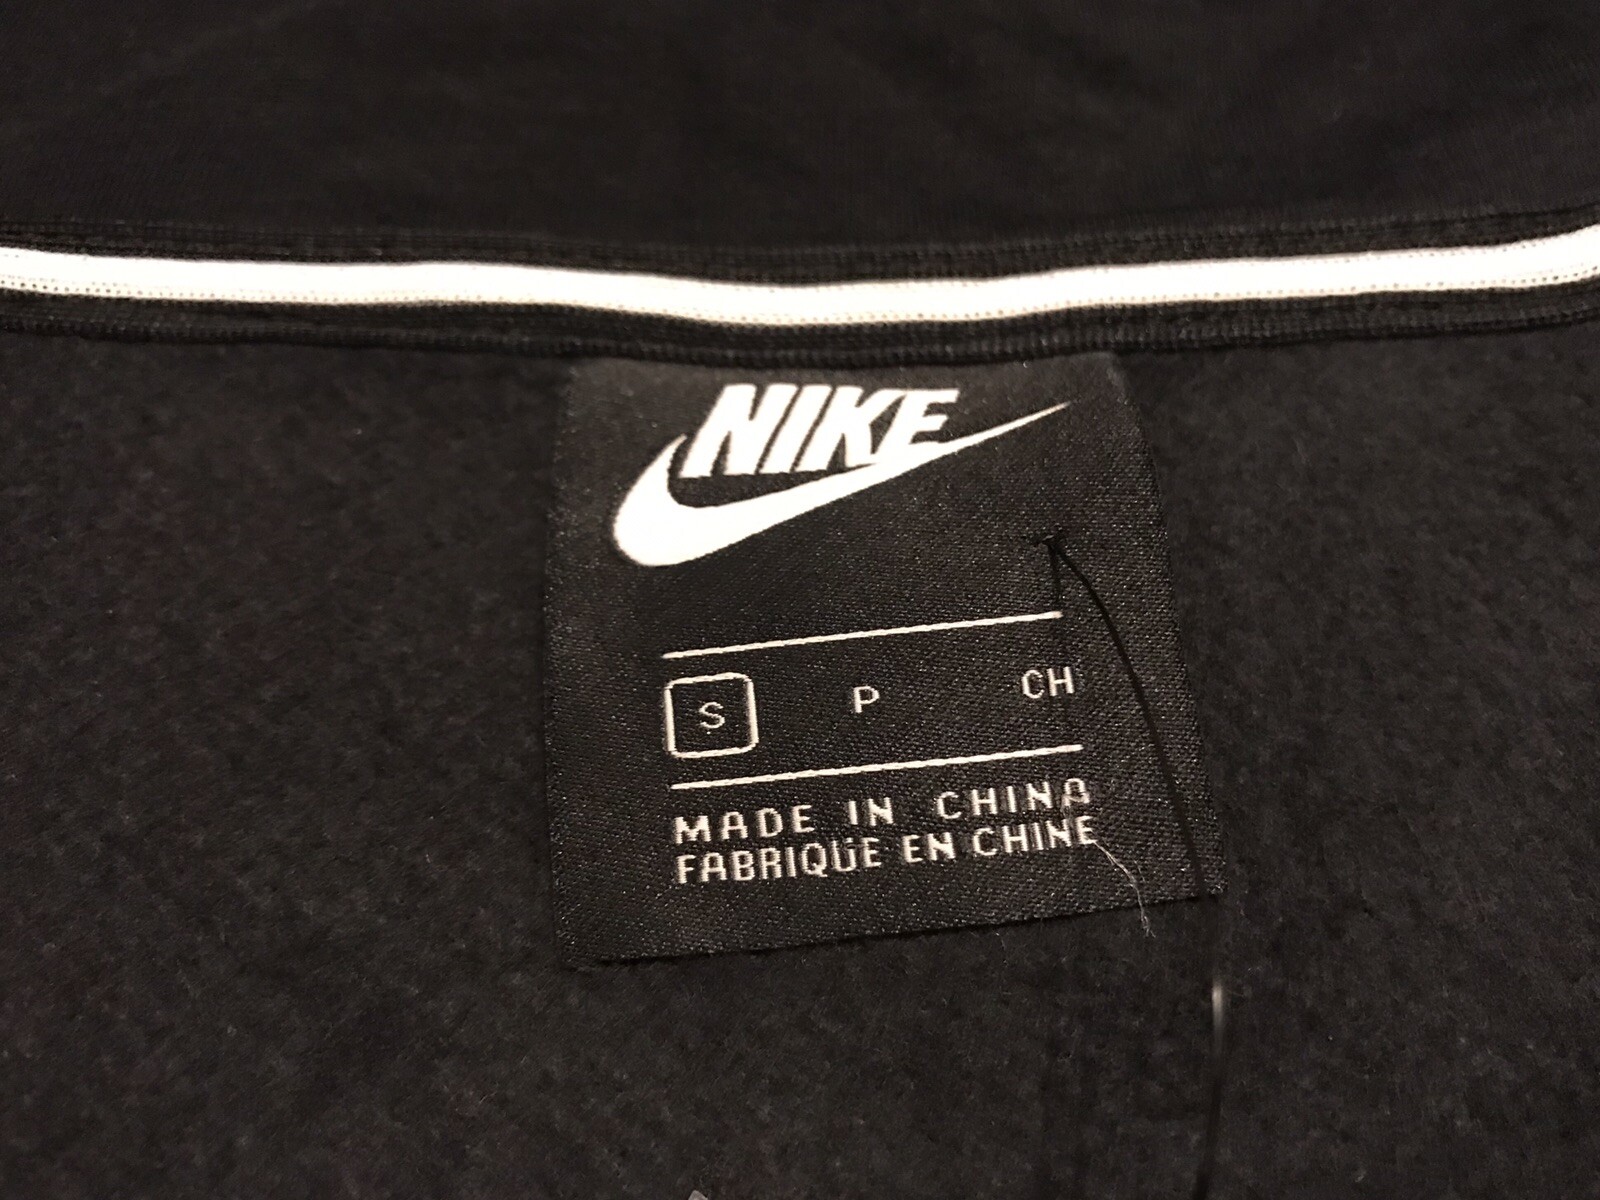 NIKE
S P CH
MADE IN CHINA
FABRIQUE EN CHINE